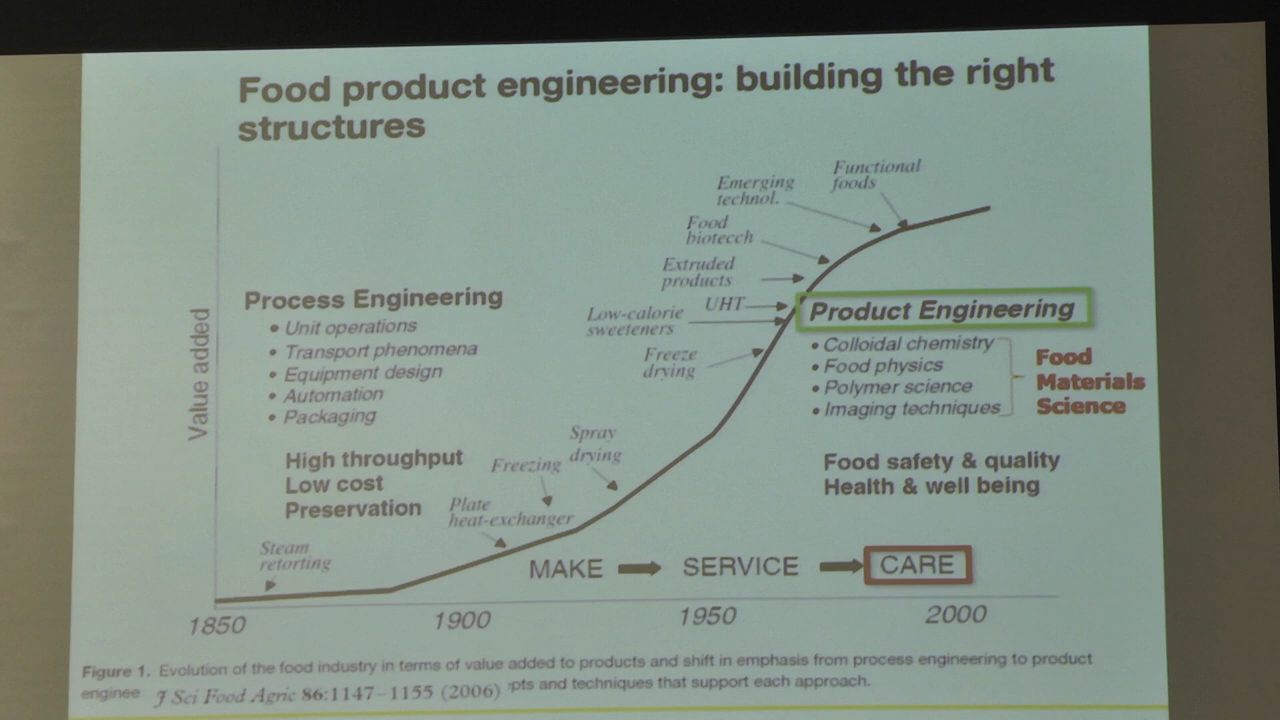 Food product engineering: building the right
structures
Functional
foods
Emerging
technol.
Food
biotecch
Extruded
products
UHT
Low-calorie
sweeteners
Freeze
drying
Spray
drying
Freezing
Plate
heat-exchanger
Steam
retorting
Value added
Process Engineering
• Unit operations
• Transport phenomena
• Equipment design
• Automation
• Packaging
High throughput
Low cost
Preservation
Product Engineering
• Colloidal chemistry
• Food physics
• Polymer science
• Imaging techniques
Food
Materials
Science
Food safety & quality
Health & well being
MAKE SERVICE CARE
1850 1900 1950 2000
Figure 1. Evolution of the food industry in terms of value added to products and shift in emphasis from process engineering to product
enginee J Sci Food Agric 86:1147–1155 (2006) pts and techniques that support each approach.